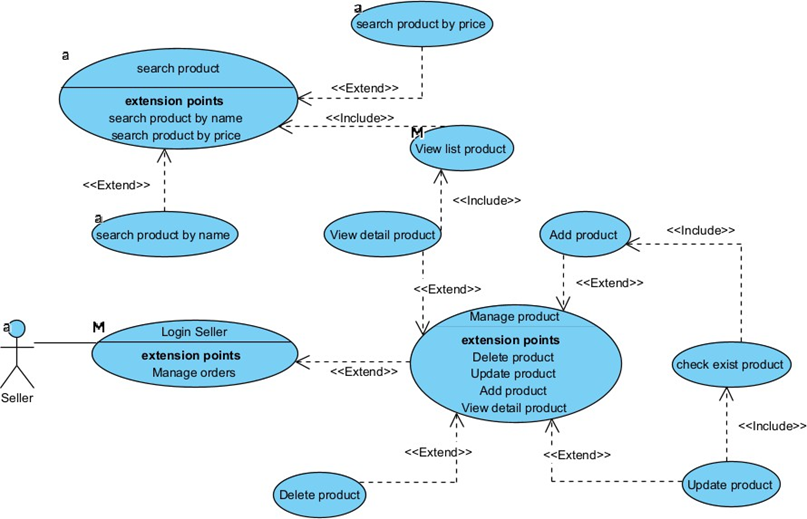 a
search product by price
a
search product
extension points
search product by name
search product by price
<<Extend>>
<<Include>>
M
View list product
<<Extend>>
a
search product by name
<<Include>>
View detail product
Add product
<<Include>>
<<Extend>>
<<Extend>>
a
Seller
M
Login Seller
extension points
Manage orders
<<Extend>>
Manage product
extension points
Delete product
Update product
Add product
View detail product
check exist product
<<Include>>
<<Extend>>
<<Extend>>
Delete product
Update product